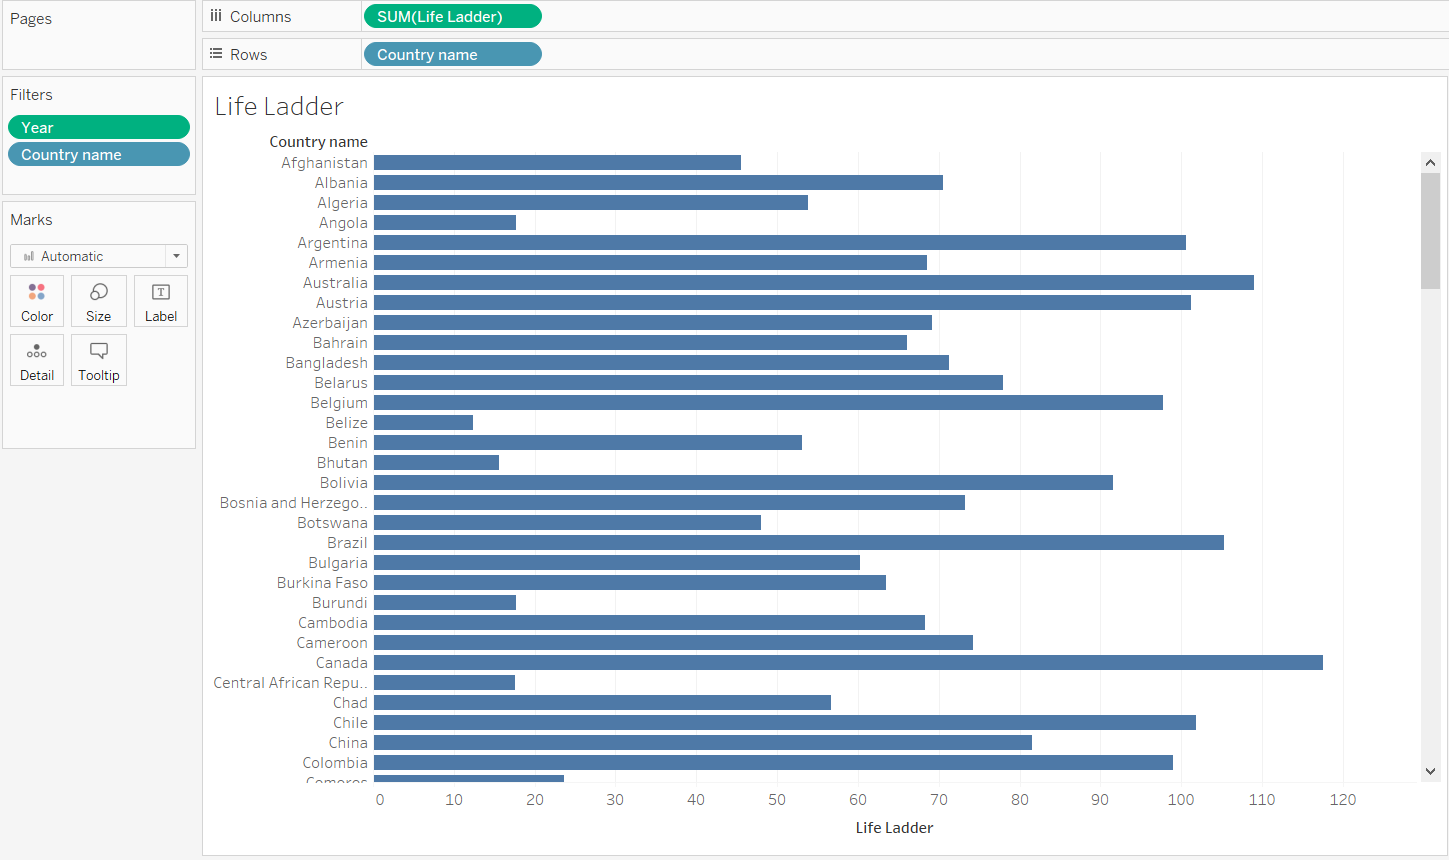 Pages
Columns
SUM(Life Ladder)
Rows
Country name
Filters
Year
Country name
Marks
Automatic
Color
Size
Label
Detail
Tooltip
Life Ladder
Country name
Afghanistan
Albania
Algeria
Angola
Argentina
Armenia
Australia
Austria
Azerbaijan
Bahrain
Bangladesh
Belarus
Belgium
Belize
Benin
Bhutan
Bolivia
Bosnia and Herzego..
Botswana
Brazil
Bulgaria
Burkina Faso
Burundi
Cambodia
Cameroon
Canada
Central African Repu..
Chad
Chile
China
Colombia
Comoros
0 10 20 30 40 50 60 70 80 90 100 110 120
Life Ladder